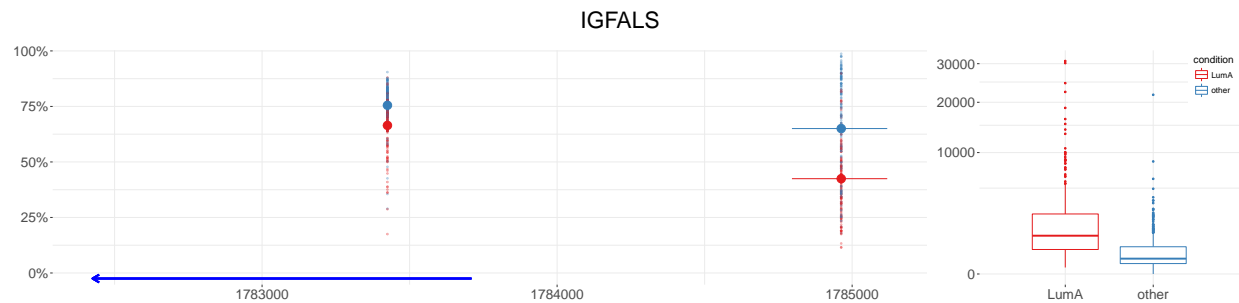 IGFALS
100%
75%
50%
25%
0%
1783000
1784000
1785000
30000
20000
10000
0
LumA
other
condition
LumA
other